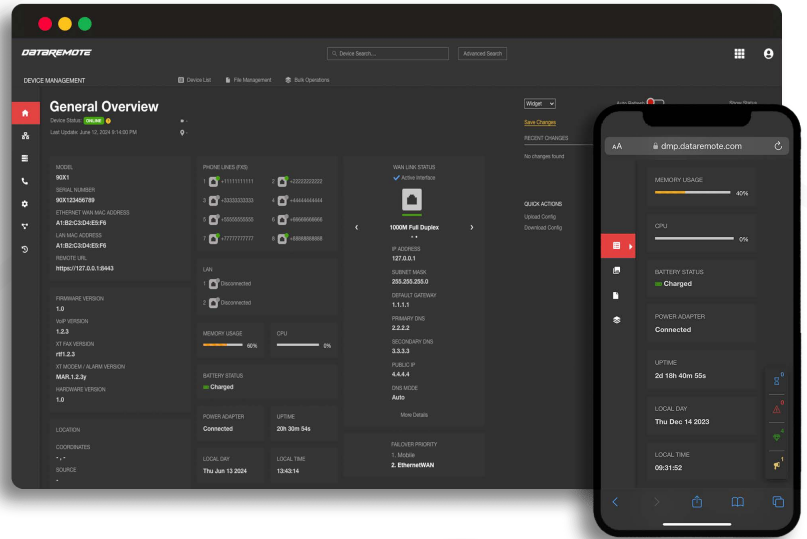 DATAREMOTE
Device Search...
Advanced Search
DEVICE MANAGEMENT
Device List
File Management
Bulk Operations
General Overview
Device Status: ONLINE
Last Update: June 12, 2024 9:14:00 PM
Widget
Auto Refresh
Show Status
Save Changes
RECENT CHANGES
No changes found
QUICK ACTIONS
Upload Config
Download Config
MODEL
90X1
SERIAL NUMBER
90X123456789
ETHERNET WAN MAC ADDRESS
A1:B2:C3:D4:E5:F6
LAN MAC ADDRESS
A1:B2:C3:D4:E5:F6
REMOTE URL
https://127.0.0.1:8443
FIRMWARE VERSION
1.0
VoIP VERSION
1.2.3
XT FAX VERSION
rtf1.2.3
XT MODEM / ALARM VERSION
MAR.1.2.3y
HARDWARE VERSION
1.0
LOCATION
COORDINATES
- , -
SOURCE
-
PHONE LINES (FXS)
1 +1111111111
2 +2222222222
3 +3333333333
4 +4444444444
5 +5555555555
6 +6666666666
7 +7777777777
8 +8888888888
LAN
1 Disconnected
2 Disconnected
MEMORY USAGE
60%
CPU
0%
BATTERY STATUS
Charged
POWER ADAPTER
Connected
UPTIME
20h 30m 54s
LOCAL DAY
Thu Jun 13 2024
LOCAL TIME
13:43:14
WAN LINK STATUS
Active Interface
1000M Full Duplex
IP ADDRESS
127.0.0.1
SUBNET MASK
255.255.255.0
DEFAULT GATEWAY
1.1.1.1
PRIMARY DNS
2.2.2.2
SECONDARY DNS
3.3.3.3
PUBLIC IP
4.4.4.4
DNS MODE
Auto
More Details
FAILOVER PRIORITY
1. Mobile
2. EthernetWAN
AA
dmp.dataremote.com
MEMORY USAGE
40%
CPU
0%
BATTERY STATUS
Charged
POWER ADAPTER
Connected
UPTIME
2d 18h 40m 55s
LOCAL DAY
Thu Dec 14 2023
LOCAL TIME
09:31:52
0
0
4
1